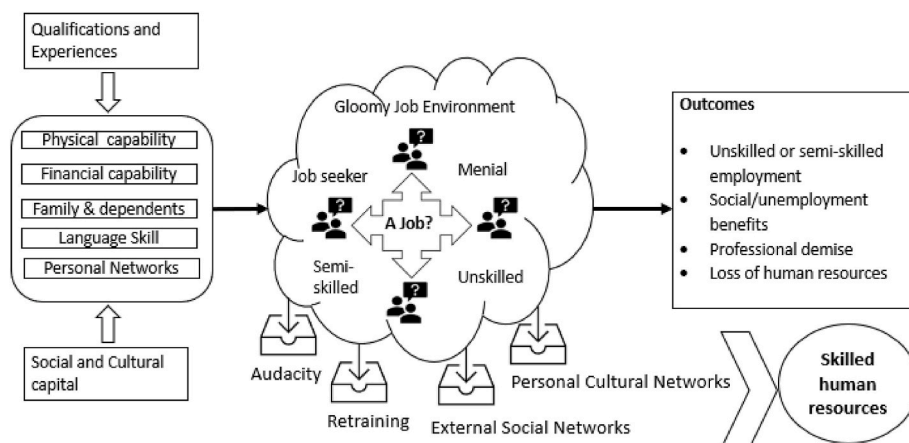 Qualifications and
Experiences
Physical capability
Financial capability
Family & dependents
Language Skill
Personal Networks
Social and Cultural
capital
Gloomy Job Environment
?
Job seeker
Menial
?
A Job?
?
Semi-
skilled
Unskilled
?
Audacity
Retraining
External Social Networks
Personal Cultural Networks
Outcomes
• Unskilled or semi-skilled
employment
• Social/unemployment
benefits
• Professional demise
• Loss of human resources
Skilled
human
resources